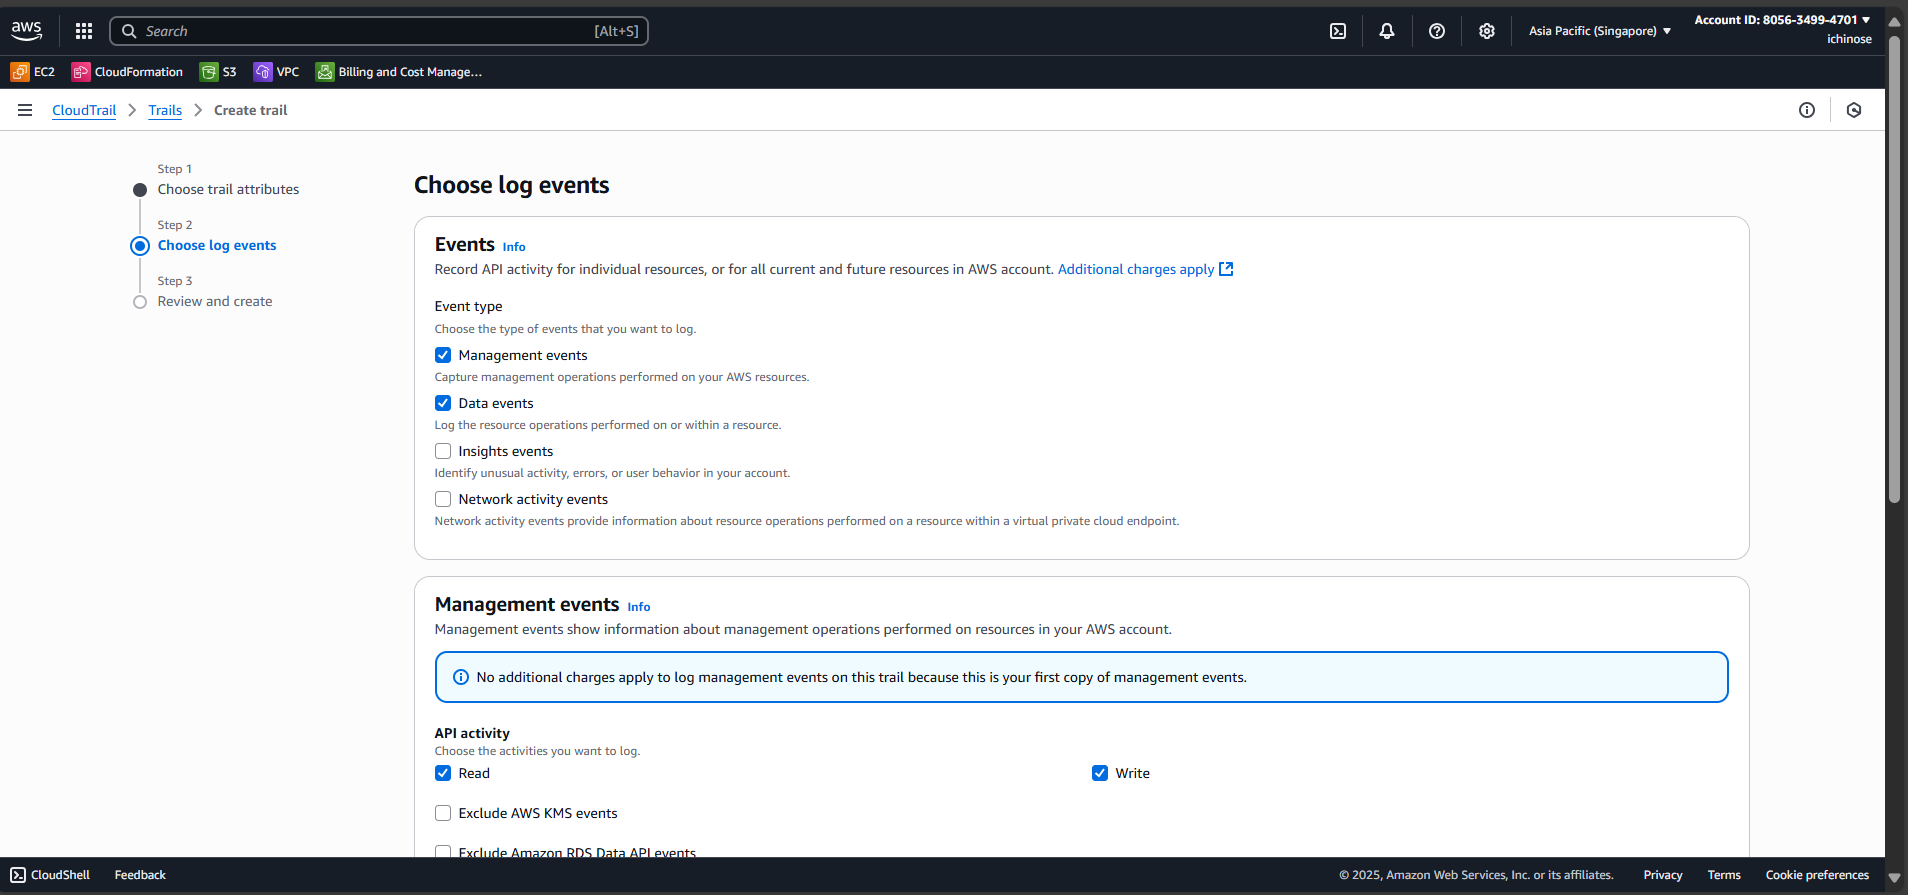 aws
Search [Alt+S]
Asia Pacific (Singapore)
Account ID: 8056-3499-4701
ichinose
EC2 CloudFormation S3 VPC Billing and Cost Manage...
CloudTrail Trails Create trail
Step 1
Choose trail attributes
Step 2
Choose log events
Step 3
Review and create
Choose log events
Events Info
Record API activity for individual resources, or for all current and future resources in AWS account. Additional charges apply
Event type
Choose the type of events that you want to log.
Management events
Capture management operations performed on your AWS resources.
Data events
Log the resource operations performed on or within a resource.
Insights events
Identify unusual activity, errors, or user behavior in your account.
Network activity events
Network activity events provide information about resource operations performed on a resource within a virtual private cloud endpoint.
Management events Info
Management events show information about management operations performed on resources in your AWS account.
No additional charges apply to log management events on this trail because this is your first copy of management events.
API activity
Choose the activities you want to log.
Read Write
Exclude AWS KMS events
Exclude Amazon RDS Data API events
CloudShell Feedback © 2025, Amazon Web Services, Inc. or its affiliates. Privacy Terms Cookie preferences